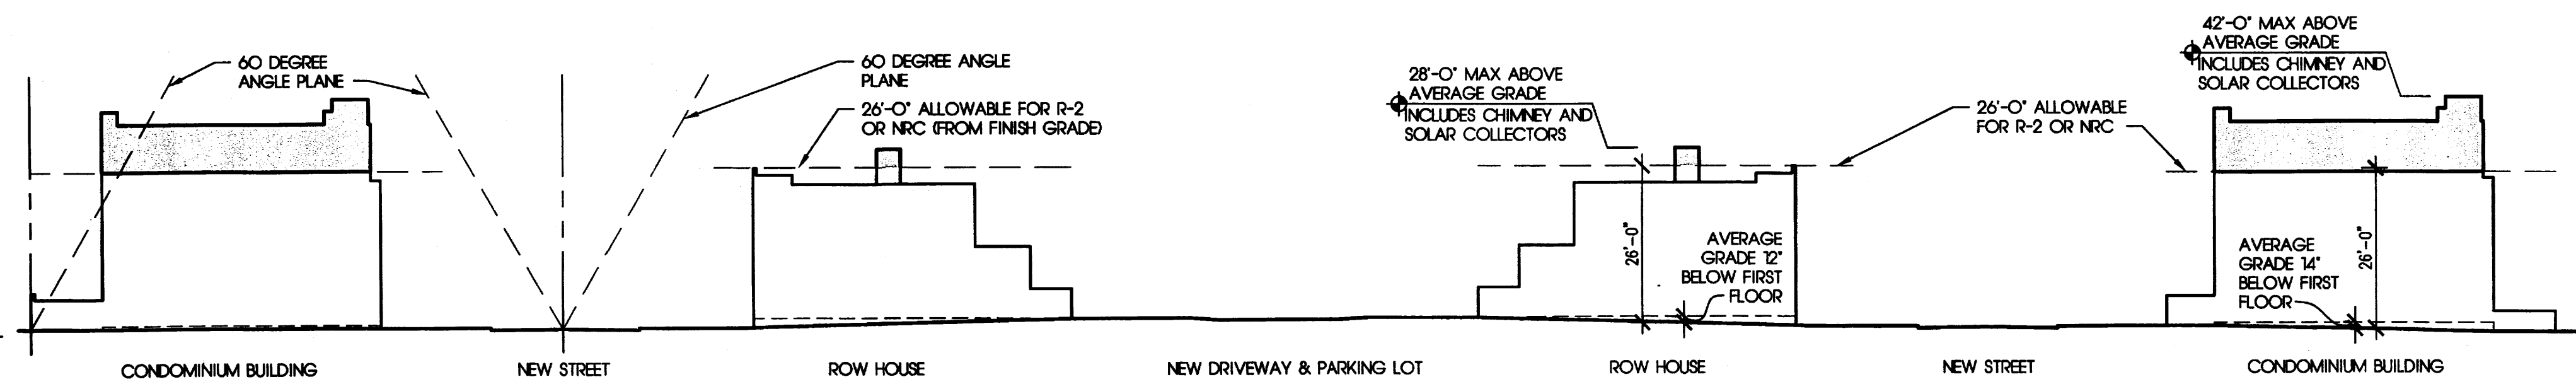 60 DEGREE
ANGLE PLANE
60 DEGREE ANGLE
PLANE
26'-0" ALLOWABLE FOR R-2
OR NRC (FROM FINISH GRADE)
28'-0" MAX ABOVE
AVERAGE GRADE
INCLUDES CHIMNEY AND
SOLAR COLLECTORS
26'-0" ALLOWABLE
FOR R-2 OR NRC
42'-0" MAX ABOVE
AVERAGE GRADE
INCLUDES CHIMNEY AND
SOLAR COLLECTORS
26'-0"
AVERAGE
GRADE 12"
BELOW FIRST
FLOOR
AVERAGE
GRADE 14"
BELOW FIRST
FLOOR
26'-0"
CONDOMINIUM BUILDING
NEW STREET
ROW HOUSE
NEW DRIVEWAY & PARKING LOT
ROW HOUSE
NEW STREET
CONDOMINIUM BUILDING